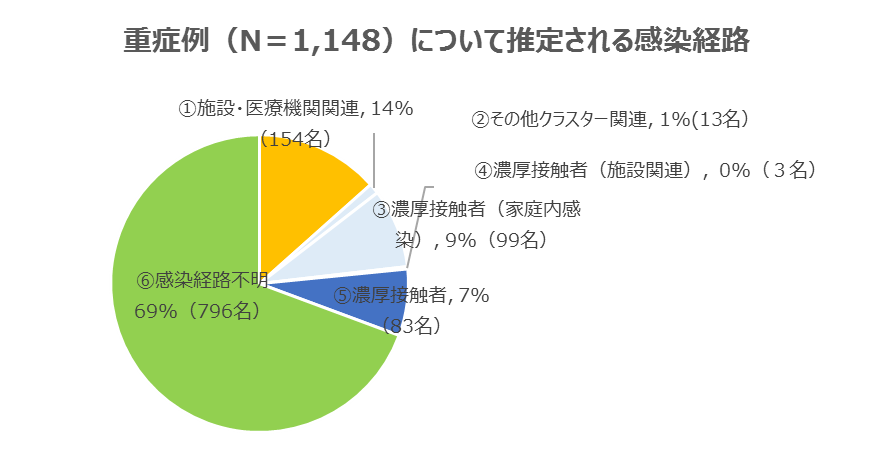 重症例（N＝1,148）について推定される感染経路
①施設・医療機関関連, 14%
（154名）
②その他クラスター関連, 1%(13名）
④濃厚接触者（施設関連）, 0%（３名）
③濃厚接触者（家庭内感
染）, 9%（99名）
⑥感染経路不明
69%（796名）
⑤濃厚接触者, 7%
（83名）